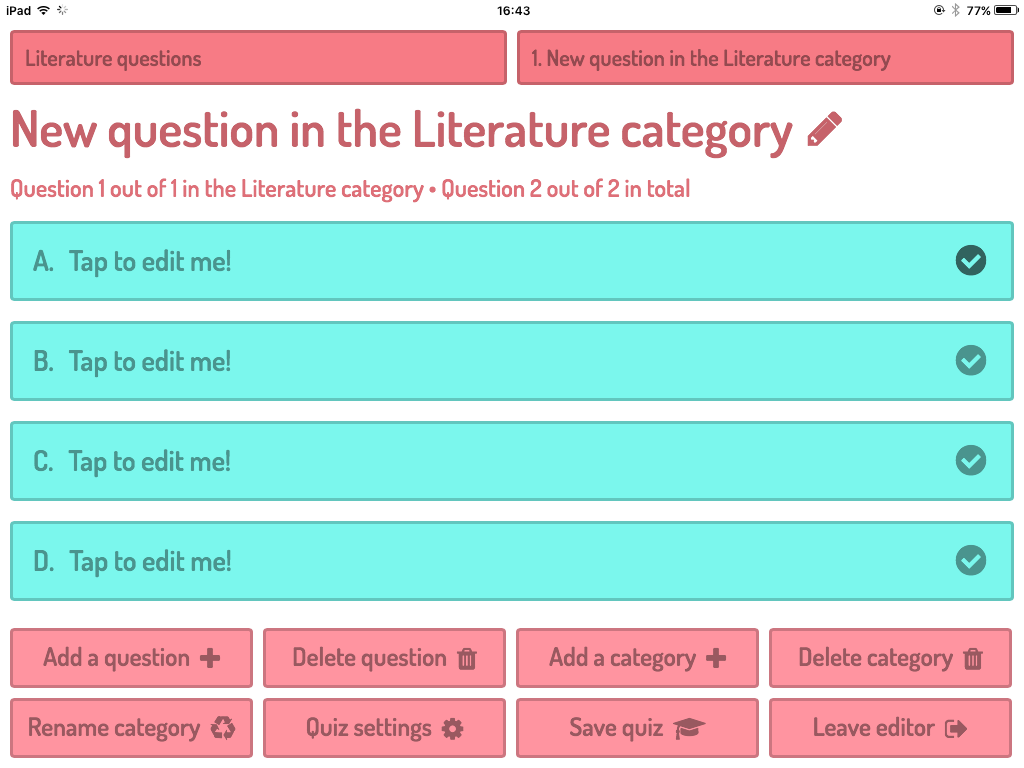 iPad 16:43 77%
Literature questions 1. New question in the Literature category
New question in the Literature category
Question 1 out of 1 in the Literature category • Question 2 out of 2 in total
A. Tap to edit me!
B. Tap to edit me!
C. Tap to edit me!
D. Tap to edit me!
Add a question Delete question Add a category Delete category
Rename category Quiz settings Save quiz Leave editor